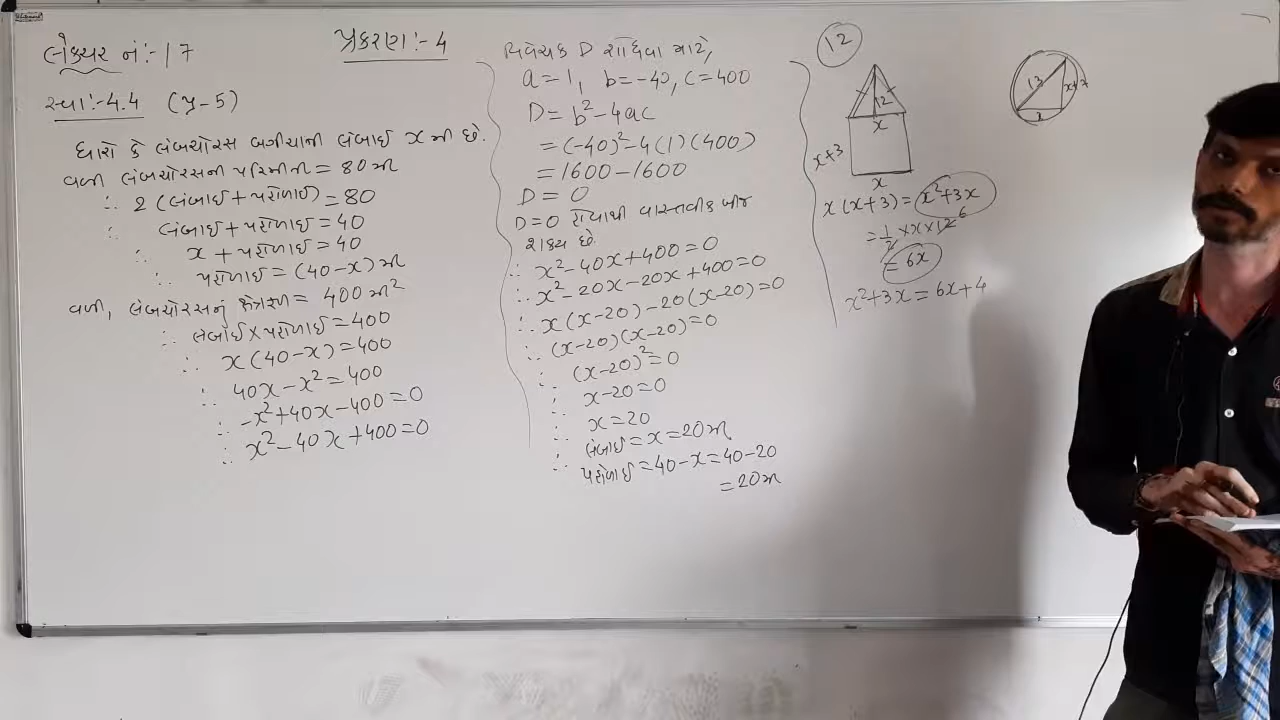 લેક્ચર નં:-17
પ્રકરણ:-4
સ્વા:-4.4 (પ્ર-5)
ધારો કે લંબચોરસ બગીચાની લંબાઈ x મી છે.
વળી લંબચોરસની પરિમિતિ = 80 મી
∴ 2 (લંબાઈ + પહોળાઈ) = 80
∴ લંબાઈ + પહોળાઈ = 40
∴ x + પહોળાઈ = 40
∴ પહોળાઈ = (40-x) મી
વળી, લંબચોરસનું ક્ષેત્રફળ = 400 મી²
∴ લંબાઈ × પહોળાઈ = 400
∴ x (40-x) = 400
∴ 40x - x² = 400
∴ -x² + 40x - 400 = 0
∴ x² - 40x + 400 = 0
વિવેચક D શોધવા માટે,
a = 1, b = -40, c = 400
D = b² - 4ac
= (-40)² - 4(1)(400)
= 1600 - 1600
D = 0
D = 0 હોવાથી વાસ્તવીક બીજ
શક્ય છે.
∴ x² - 40x + 400 = 0
∴ x² - 20x - 20x + 400 = 0
∴ x(x-20) - 20(x-20) = 0
∴ (x-20)(x-20) = 0
∴ (x-20)² = 0
∴ x - 20 = 0
∴ x = 20
∴ લંબાઈ = x = 20 મી
∴ પહોળાઈ = 40 - x = 40 - 20
= 20 મી
12
12
x
x+3
x
x(x+3) = x² + 3x
= 1/2 × x × 12 6
= 6x
x² + 3x = 6x + 4
13
x+7
x